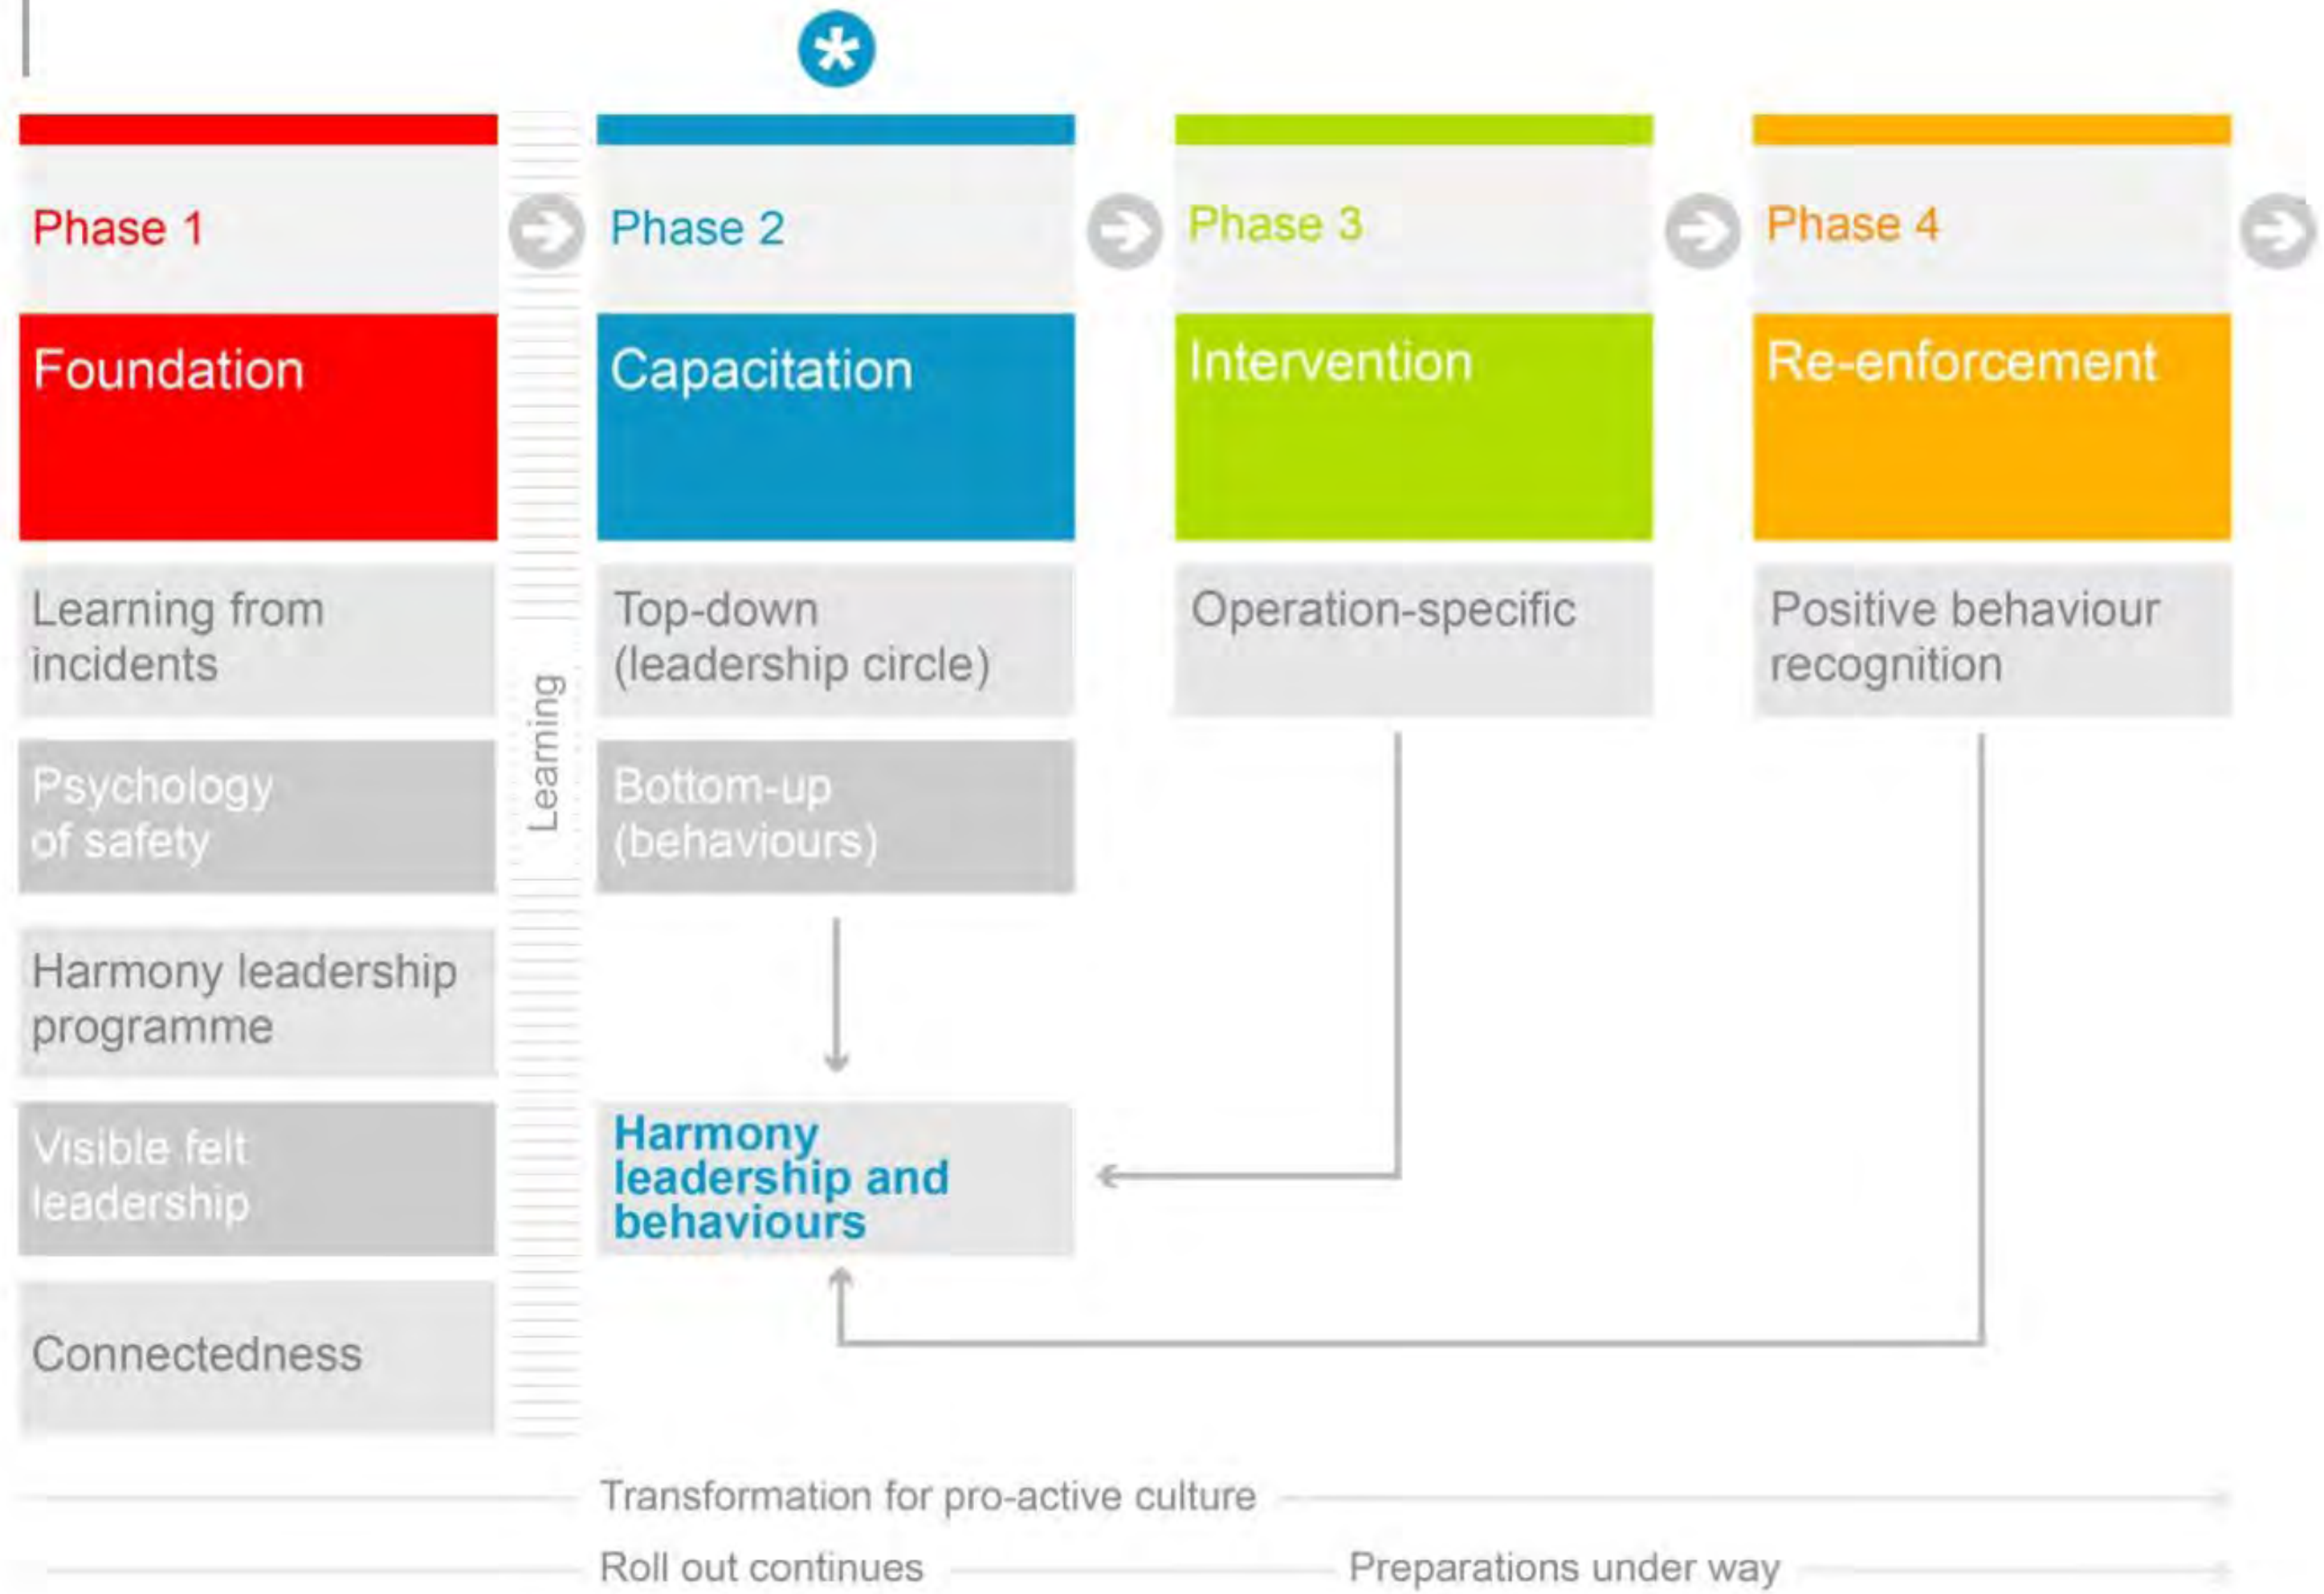 *
Phase 1
Foundation
Learning from
incidents
Psychology
of safety
Harmony leadership
programme
Visible felt
leadership
Connectedness
Learning
Phase 2
Capacitation
Top-down
(leadership circle)
Bottom-up
(behaviours)
Harmony
leadership and
behaviours
Phase 3
Intervention
Operation-specific
Phase 4
Re-enforcement
Positive behaviour
recognition
Transformation for pro-active culture
Roll out continues
Preparations under way